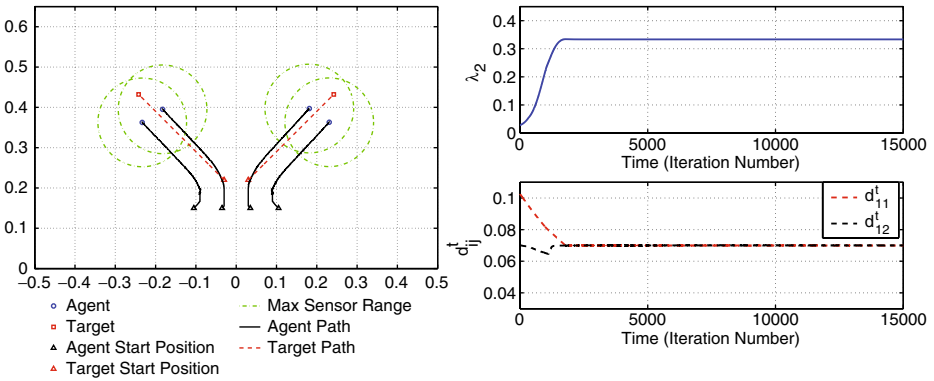 0.6
0.5
0.4
0.3
0.2
0.1
0
−0.5 −0.4 −0.3 −0.2 −0.1 0 0.1 0.2 0.3 0.4 0.5
Agent
Target
Agent Start Position
Target Start Position
Max Sensor Range
Agent Path
Target Path
0.4
0.3
0.2
0.1
0
λ2
0 5000 10000 15000
Time (Iteration Number)
0.1
0.08
0.06
0.04
d^t_ij
d^t_11
d^t_12
0 5000 10000 15000
Time (Iteration Number)